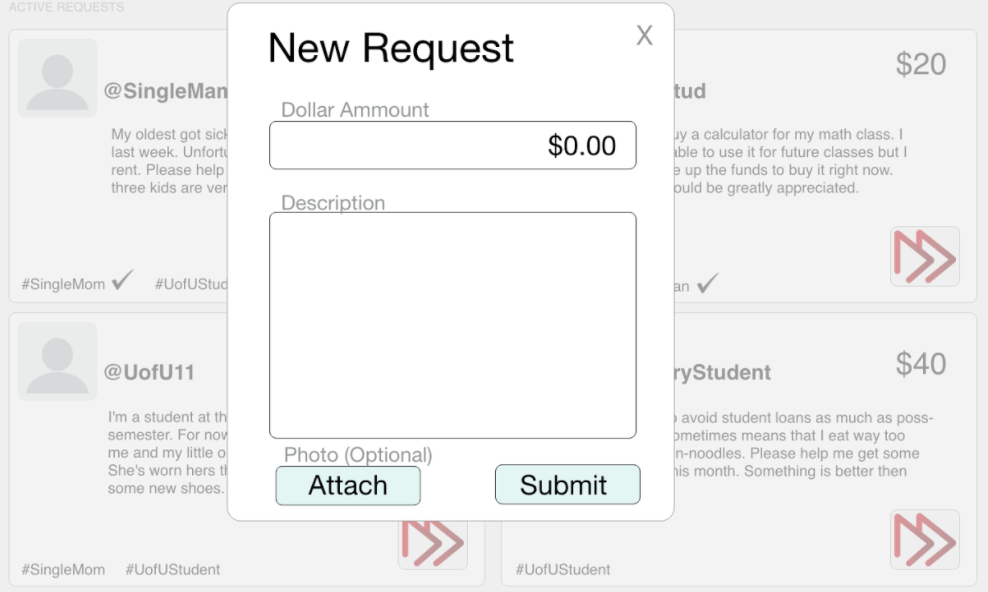 ACTIVE REQUESTS
New Request
X
Dollar Ammount
$0.00
Description
Photo (Optional)
Attach
Submit
@SingleMam
My oldest got sick
last week. Unfortu
rent. Please help
three kids are ver
#SingleMom #UofUStud
tud
$20
uy a calculator for my math class. I
able to use it for future classes but I
e up the funds to buy it right now.
ould be greatly appreciated.
an
@UofU11
I'm a student at th
semester. For now
me and my little o
She's worn hers th
some new shoes.
#SingleMom #UofUStudent
ryStudent
$40
o avoid student loans as much as poss-
ometimes means that I eat way too
n-noodles. Please help me get some
his month. Something is better then
#UofUStudent